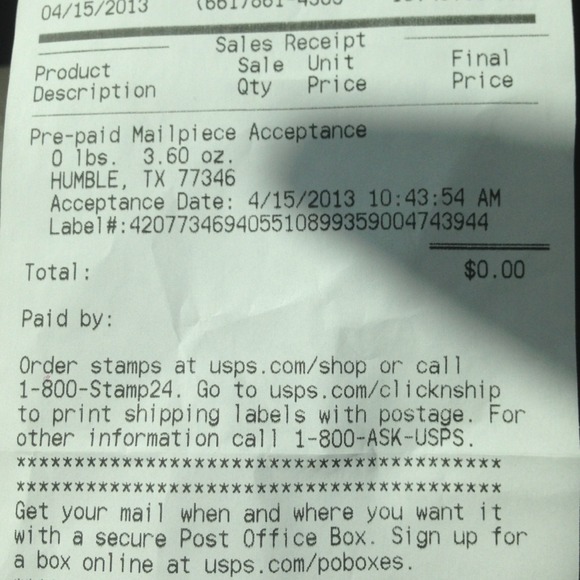 04/15/2013
Sales Receipt
Product Sale Unit Final
Description Qty Price Price
Pre-paid Mailpiece Acceptance
0 lbs. 3.60 oz.
HUMBLE, TX 77346
Acceptance Date: 4/15/2013 10:43:54 AM
Label#:420773469405510899359004743944
Total: $0.00
Paid by:
Order stamps at usps.com/shop or call
1-800-Stamp24. Go to usps.com/clicknship
to print shipping labels with postage. For
other information call 1-800-ASK-USPS.
*****************************************
*****************************************
Get your mail when and where you want it
with a secure Post Office Box. Sign up for
a box online at usps.com/poboxes.